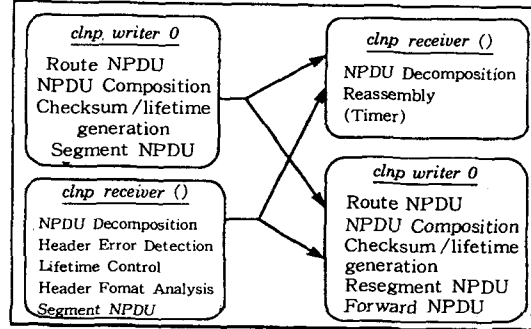 clnp writer 0
Route NPDU
NPDU Composition
Checksum/lifetime
generation
Segment NPDU
clnp receiver ()
NPDU Decomposition
Header Error Detection
Lifetime Control
Header Fomat Analysis
Segment NPDU
clnp receiver ()
NPDU Decomposition
Reassembly
(Timer)
clnp writer 0
Route NPDU
NPDU Composition
Checksum/lifetime
generation
Resegment NPDU
Forward NPDU